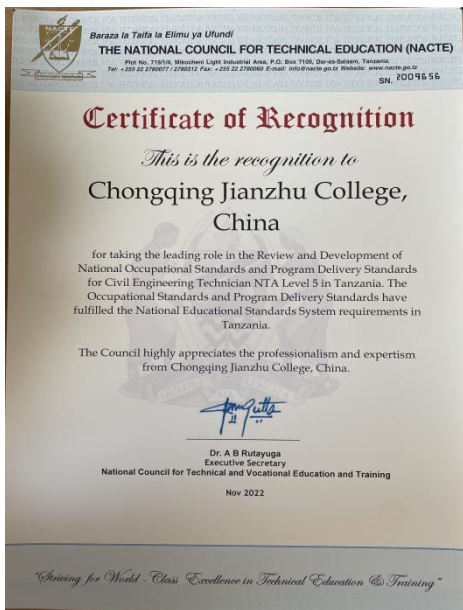 NACTE
Baraza la Taifa la Elimu ya Ufundi
THE NATIONAL COUNCIL FOR TECHNICAL EDUCATION (NACTE)
Plot No. 719/1/4, Mikocheni Light Industrial Area, P.O. Box 7109, Dar-es-Salaam, Tanzania.
Tel: +255 22 2780077 / 2780312 Fax: +255 22 2780060 E-mail: info@nacte.go.tz Website: www.nacte.go.tz
SN. 2009656
Certificate of Recognition
This is the recognition to
Chongqing Jianzhu College,
China
for taking the leading role in the Review and Development of
National Occupational Standards and Program Delivery Standards
for Civil Engineering Technician NTA Level 5 in Tanzania. The
Occupational Standards and Program Delivery Standards have
fulfilled the National Educational Standards System requirements in
Tanzania.
The Council highly appreciates the professionalism and expertism
from Chongqing Jianzhu College, China.
Dr. A B Rutayuga
Executive Secretary
National Council for Technical and Vocational Education and Training
Nov 2022
"Striving for World - Class Excellence in Technical Education & Training"